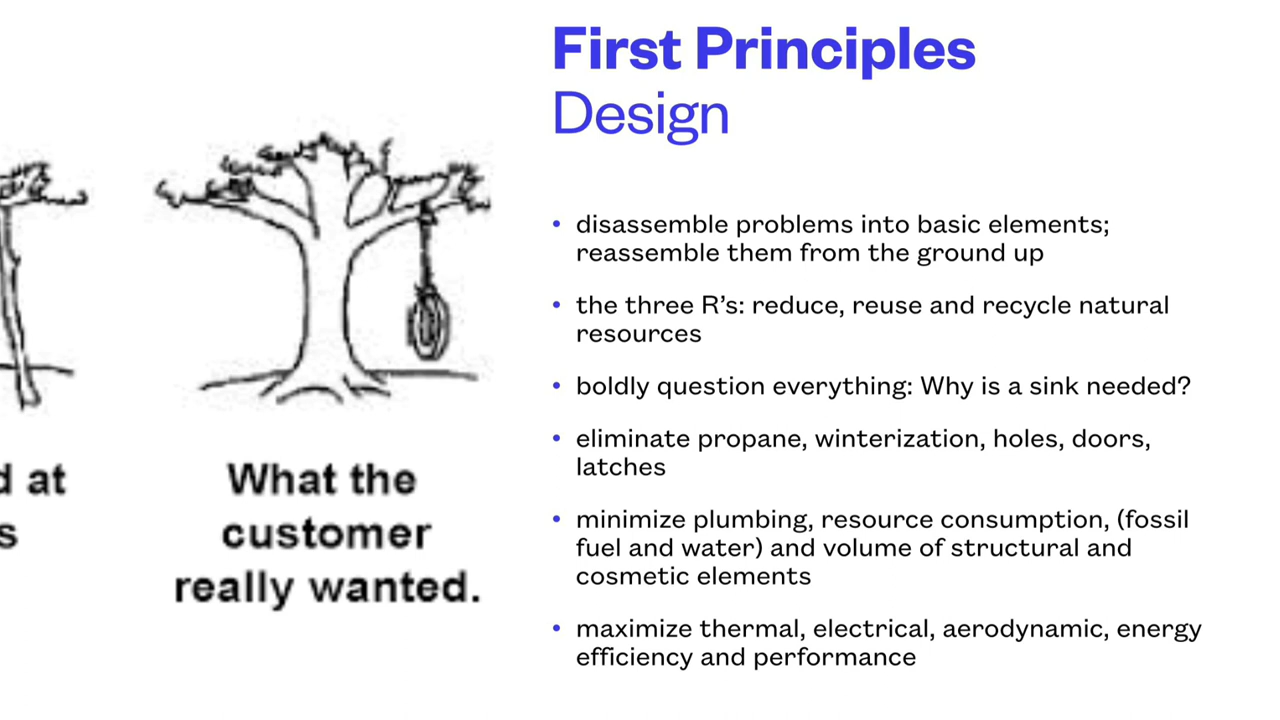 First Principles
Design
• disassemble problems into basic elements;
reassemble them from the ground up
• the three R’s: reduce, reuse and recycle natural
resources
• boldly question everything: Why is a sink needed?
• eliminate propane, winterization, holes, doors,
latches
• minimize plumbing, resource consumption, (fossil
fuel and water) and volume of structural and
cosmetic elements
• maximize thermal, electrical, aerodynamic, energy
efficiency and performance
at
What the
customer
really wanted.